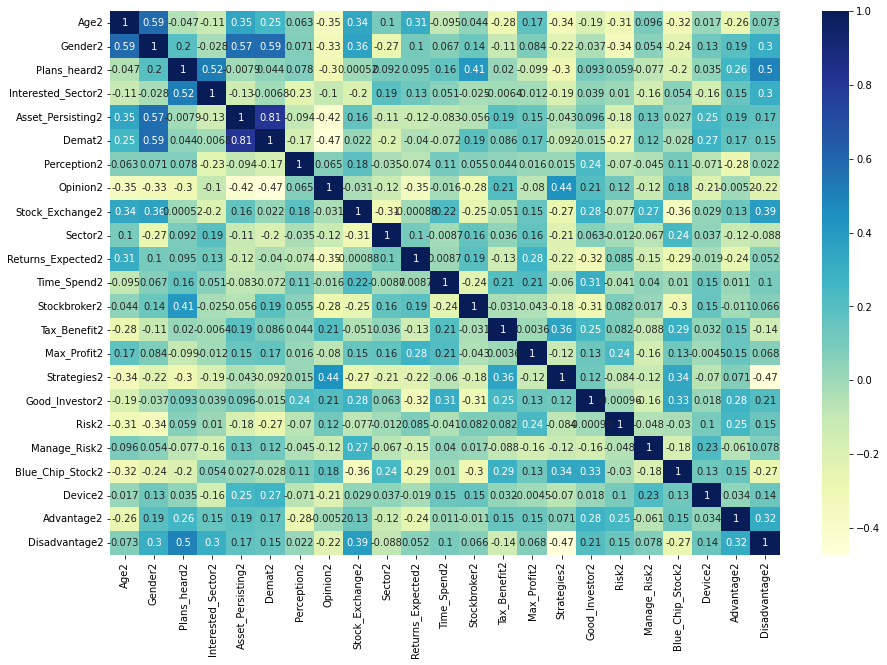 Age2 1 0.59 -0.047 -0.11 0.35 0.25 0.063 -0.35 0.34 0.1 0.31 -0.095 0.044 -0.28 0.17 -0.34 -0.19 -0.31 0.096 -0.32 0.017 -0.26 0.073
Gender2 0.59 1 0.2 -0.028 0.57 0.59 0.071 -0.33 0.36 -0.27 0.1 0.067 0.14 -0.11 0.084 -0.22 -0.037 -0.34 0.054 -0.24 0.13 0.19 0.3
Plans_heard2 -0.047 0.2 1 0.52 -0.0079 0.044 0.078 -0.3 0.00052 0.092 0.095 0.16 0.41 0.02 -0.099 -0.3 0.093 0.059 -0.077 -0.2 0.035 0.26 0.5
Interested_Sector2 -0.11 -0.028 0.52 1 -0.13 -0.23 -0.1 -0.2 0.19 0.13 0.051 -0.025 -0.0064 -0.012 -0.19 0.039 0.01 -0.16 0.054 -0.16 0.15 0.3
Asset_Persisting2 0.35 0.57 -0.0079 -0.13 1 0.81 -0.094 -0.42 0.16 -0.11 -0.12 -0.083 -0.056 0.19 0.15 -0.043 0.096 -0.18 0.13 0.027 0.25 0.19 0.17
Demat2 0.25 0.59 0.81 1 -0.17 -0.47 0.022 -0.2 -0.04 -0.072 0.19 0.086 0.17 -0.092 -0.015 -0.27 0.12 -0.028 0.27 0.17 0.15
Perception2 0.063 0.071 0.078 -0.23 -0.094 -0.17 1 0.065 0.18 -0.035 -0.074 0.11 0.055 0.044 0.016 0.015 0.24 -0.07 -0.045 0.11 -0.071 -0.28 0.022
Opinion2 -0.35 -0.33 -0.3 -0.1 -0.42 -0.47 0.065 1 -0.031 -0.12 -0.35 -0.016 -0.28 0.21 -0.08 0.44 0.21 0.12 -0.12 0.18 -0.21 -0.0052 -0.22
Stock_Exchange2 0.34 0.36 0.00052 -0.2 0.16 0.022 0.18 -0.031 1 -0.31 -0.00088 0.22 -0.25 -0.051 0.15 -0.27 0.28 -0.077 0.27 -0.36 0.029 0.13 0.39
Sector2 0.1 -0.27 0.092 0.19 -0.11 -0.2 -0.035 -0.12 -0.31 1 0.1 -0.0087 0.16 0.036 0.16 -0.21 0.063 -0.012 -0.067 0.24 0.037 -0.12 -0.088
Returns_Expected2 0.31 0.1 0.095 0.13 -0.12 -0.04 -0.074 -0.35 -0.00088 0.1 1 0.0087 0.19 -0.13 0.28 -0.22 -0.32 0.085 -0.15 -0.29 -0.019 -0.24 0.052
Time_Spend2 -0.095 0.067 0.16 0.051 -0.083 -0.072 0.11 -0.016 0.22 -0.0087 0.0087 1 -0.24 0.21 0.21 -0.06 0.31 -0.041 0.04 0.01 0.15 0.011 0.1
Stockbroker2 0.044 0.14 0.41 -0.025 -0.056 0.19 0.055 -0.28 -0.25 0.16 0.19 -0.24 1 -0.031 -0.043 -0.18 -0.31 0.082 0.017 -0.3 0.15 -0.011 0.066
Tax_Benefit2 -0.28 -0.11 0.02 -0.0064 0.19 0.086 0.044 0.21 -0.051 0.036 -0.13 0.21 -0.031 1 0.0036 0.36 0.25 0.082 -0.088 0.29 0.032 0.15 -0.14
Max_Profit2 0.17 0.084 -0.099 -0.012 0.15 0.17 0.016 -0.08 0.15 0.16 0.28 0.21 -0.043 0.0036 1 -0.12 0.13 0.24 -0.16 0.13 -0.0045 0.15 0.068
Strategies2 -0.34 -0.22 -0.3 -0.19 -0.043 -0.092 0.015 0.44 -0.27 -0.21 -0.22 -0.06 -0.18 0.36 -0.12 1 0.12 -0.084 -0.12 0.34 -0.07 0.071 -0.47
Good_Investor2 -0.19 -0.037 0.093 0.039 0.096 -0.015 0.24 0.21 0.28 0.063 -0.32 0.31 -0.31 0.25 0.13 0.12 1 -0.16 0.33 0.018 0.28 0.21
Risk2 -0.31 -0.34 0.059 0.01 -0.18 -0.27 -0.07 0.12 -0.077 -0.012 0.085 -0.041 0.082 0.082 0.24 -0.084 1 -0.048 -0.03 0.1 0.25 0.15
Manage_Risk2 0.096 0.054 -0.077 -0.16 0.13 0.12 -0.045 -0.12 0.27 -0.067 -0.15 0.04 0.017 -0.088 -0.16 -0.12 -0.16 -0.048 1 -0.18 0.23 -0.061 0.078
Blue_Chip_Stock2 -0.32 -0.24 -0.2 0.054 0.027 -0.028 0.11 0.18 -0.36 0.24 -0.29 0.01 -0.3 0.29 0.13 0.34 0.33 -0.03 -0.18 1 0.13 0.15 -0.27
Device2 0.017 0.13 0.035 -0.16 0.25 0.27 -0.071 -0.21 0.029 0.037 -0.019 0.15 0.15 0.032 -0.0045 -0.07 0.018 0.1 0.23 0.13 1 0.034 0.14
Advantage2 -0.26 0.19 0.26 0.15 0.19 0.17 -0.28 -0.0052 0.13 -0.12 -0.24 0.011 -0.011 0.15 0.15 0.071 0.28 0.25 -0.061 0.15 0.034 1 0.32
Disadvantage2 0.073 0.3 0.5 0.3 0.17 0.15 0.022 -0.22 0.39 -0.088 0.052 0.1 0.066 -0.14 0.068 -0.47 0.21 0.15 0.078 -0.27 0.14 0.32 1
Age2
Gender2
Plans_heard2
Interested_Sector2
Asset_Persisting2
Demat2
Perception2
Opinion2
Stock_Exchange2
Sector2
Returns_Expected2
Time_Spend2
Stockbroker2
Tax_Benefit2
Max_Profit2
Strategies2
Good_Investor2
Risk2
Manage_Risk2
Blue_Chip_Stock2
Device2
Advantage2
Disadvantage2
1.0
0.8
0.6
0.4
0.2
0.0
-0.2
-0.4